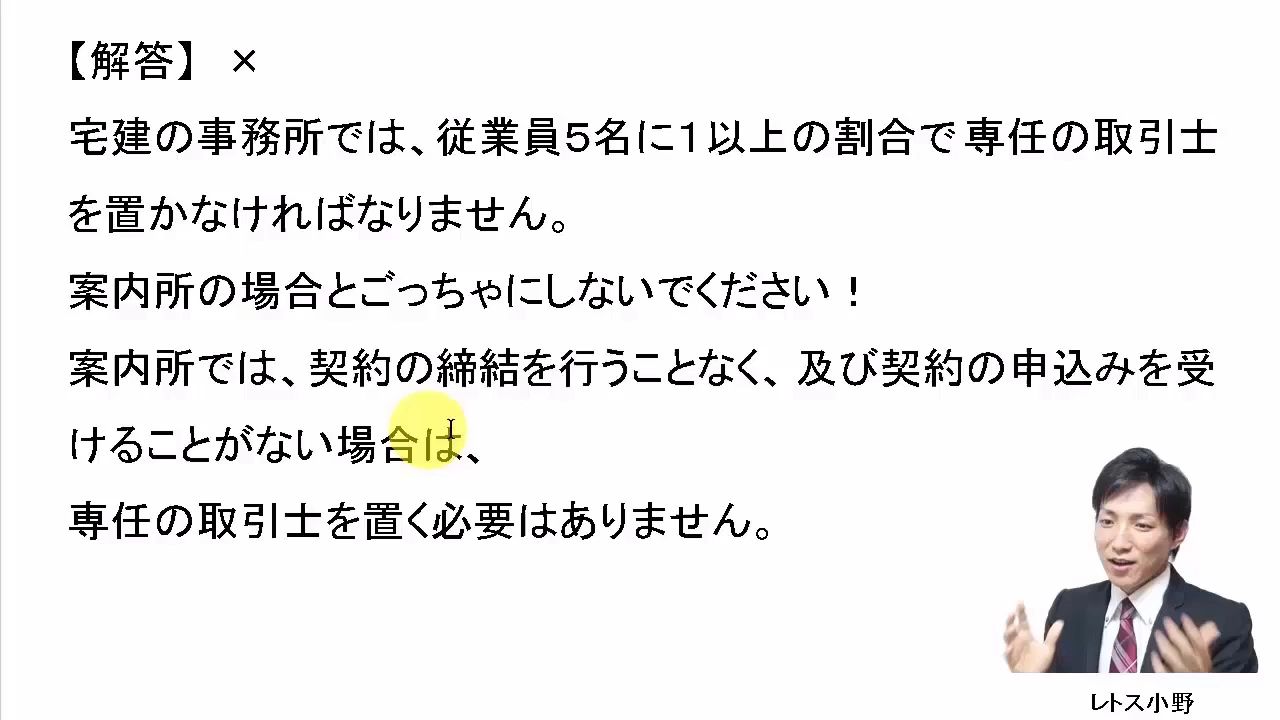 【解答】 ×
宅建の事務所では、従業員５名に１以上の割合で専任の取引士
を置かなければなりません。
案内所の場合とごっちゃにしないでください！
案内所では、契約の締結を行うことなく、及び契約の申込みを受
けることがない場合は、
専任の取引士を置く必要はありません。
レトス小野